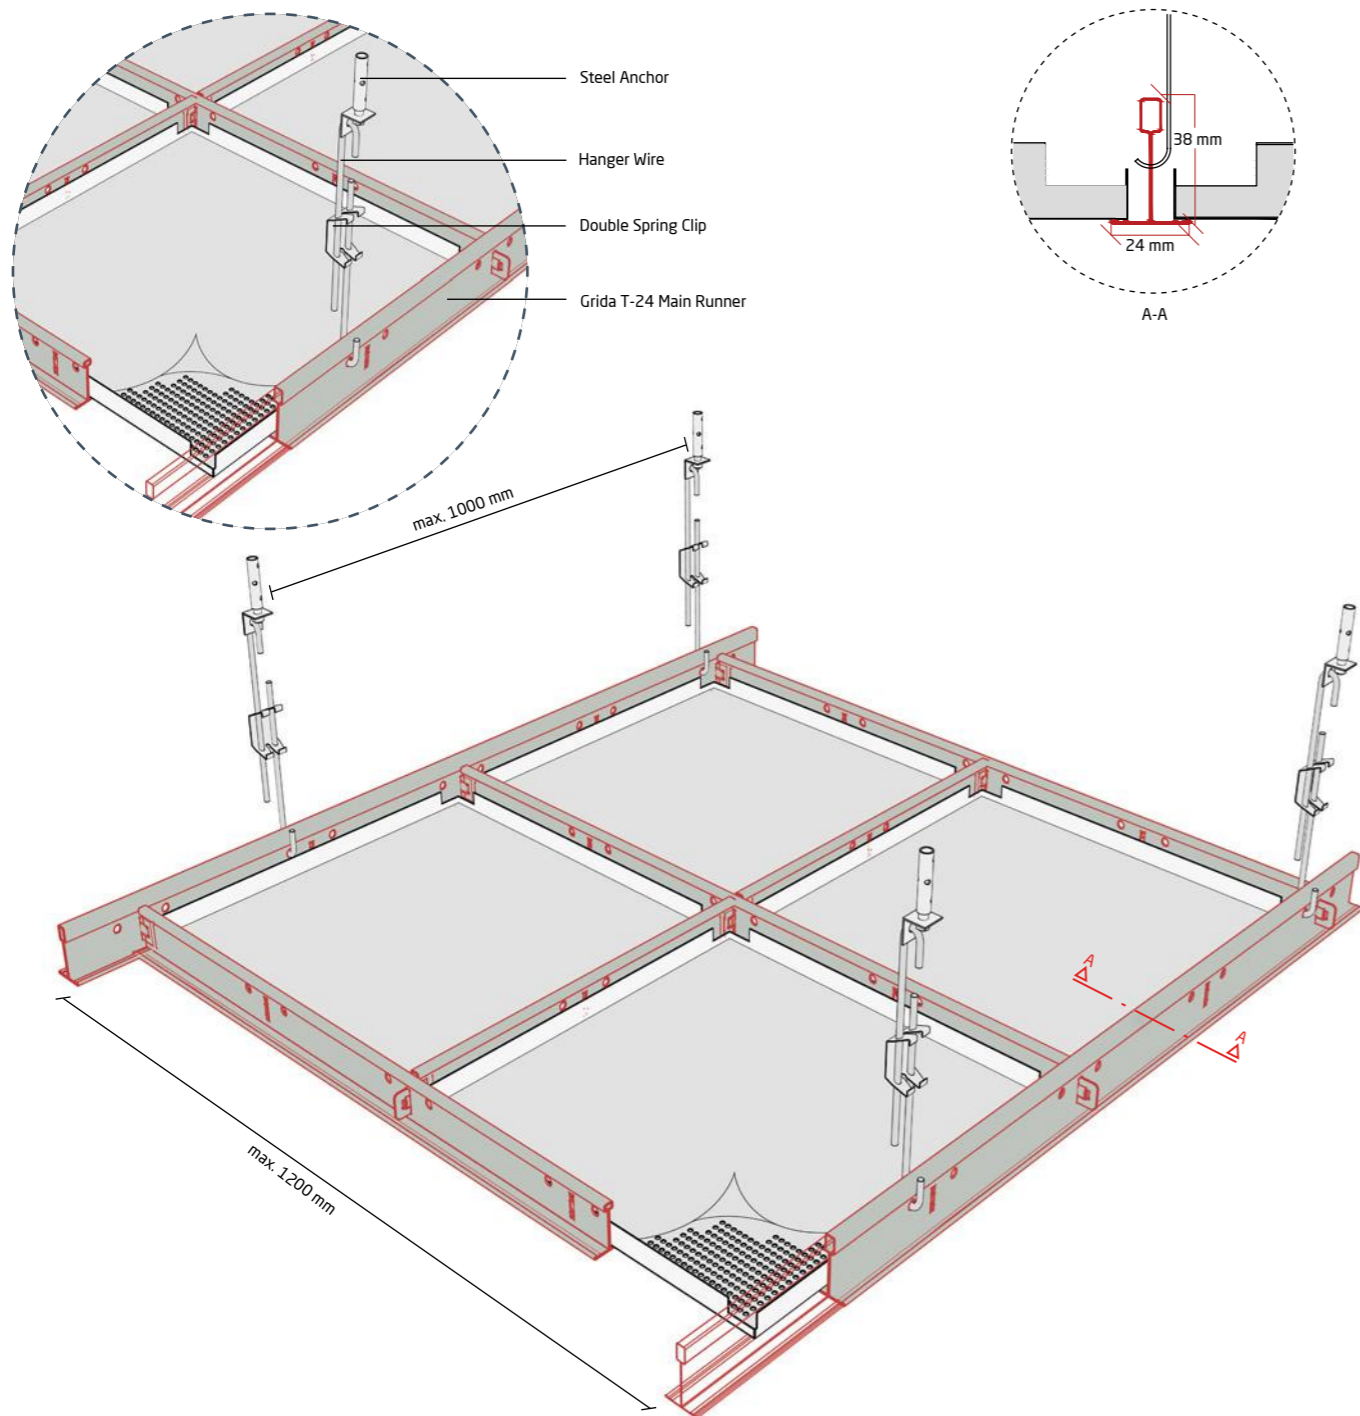 Steel Anchor
Hanger Wire
Double Spring Clip
Grida T-24 Main Runner
38 mm
24 mm
A-A
max. 1000 mm
A
A
max. 1200 mm